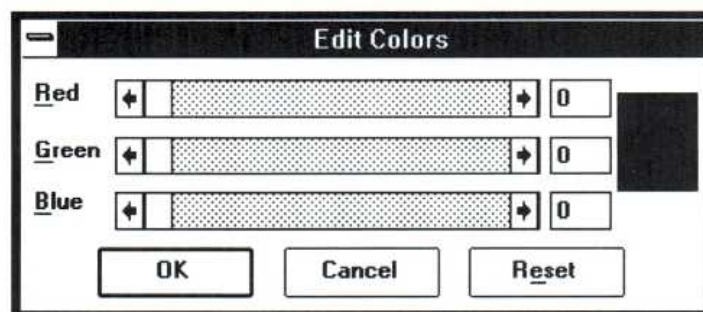 Edit Colors
Red 0
Green 0
Blue 0
OK Cancel Reset